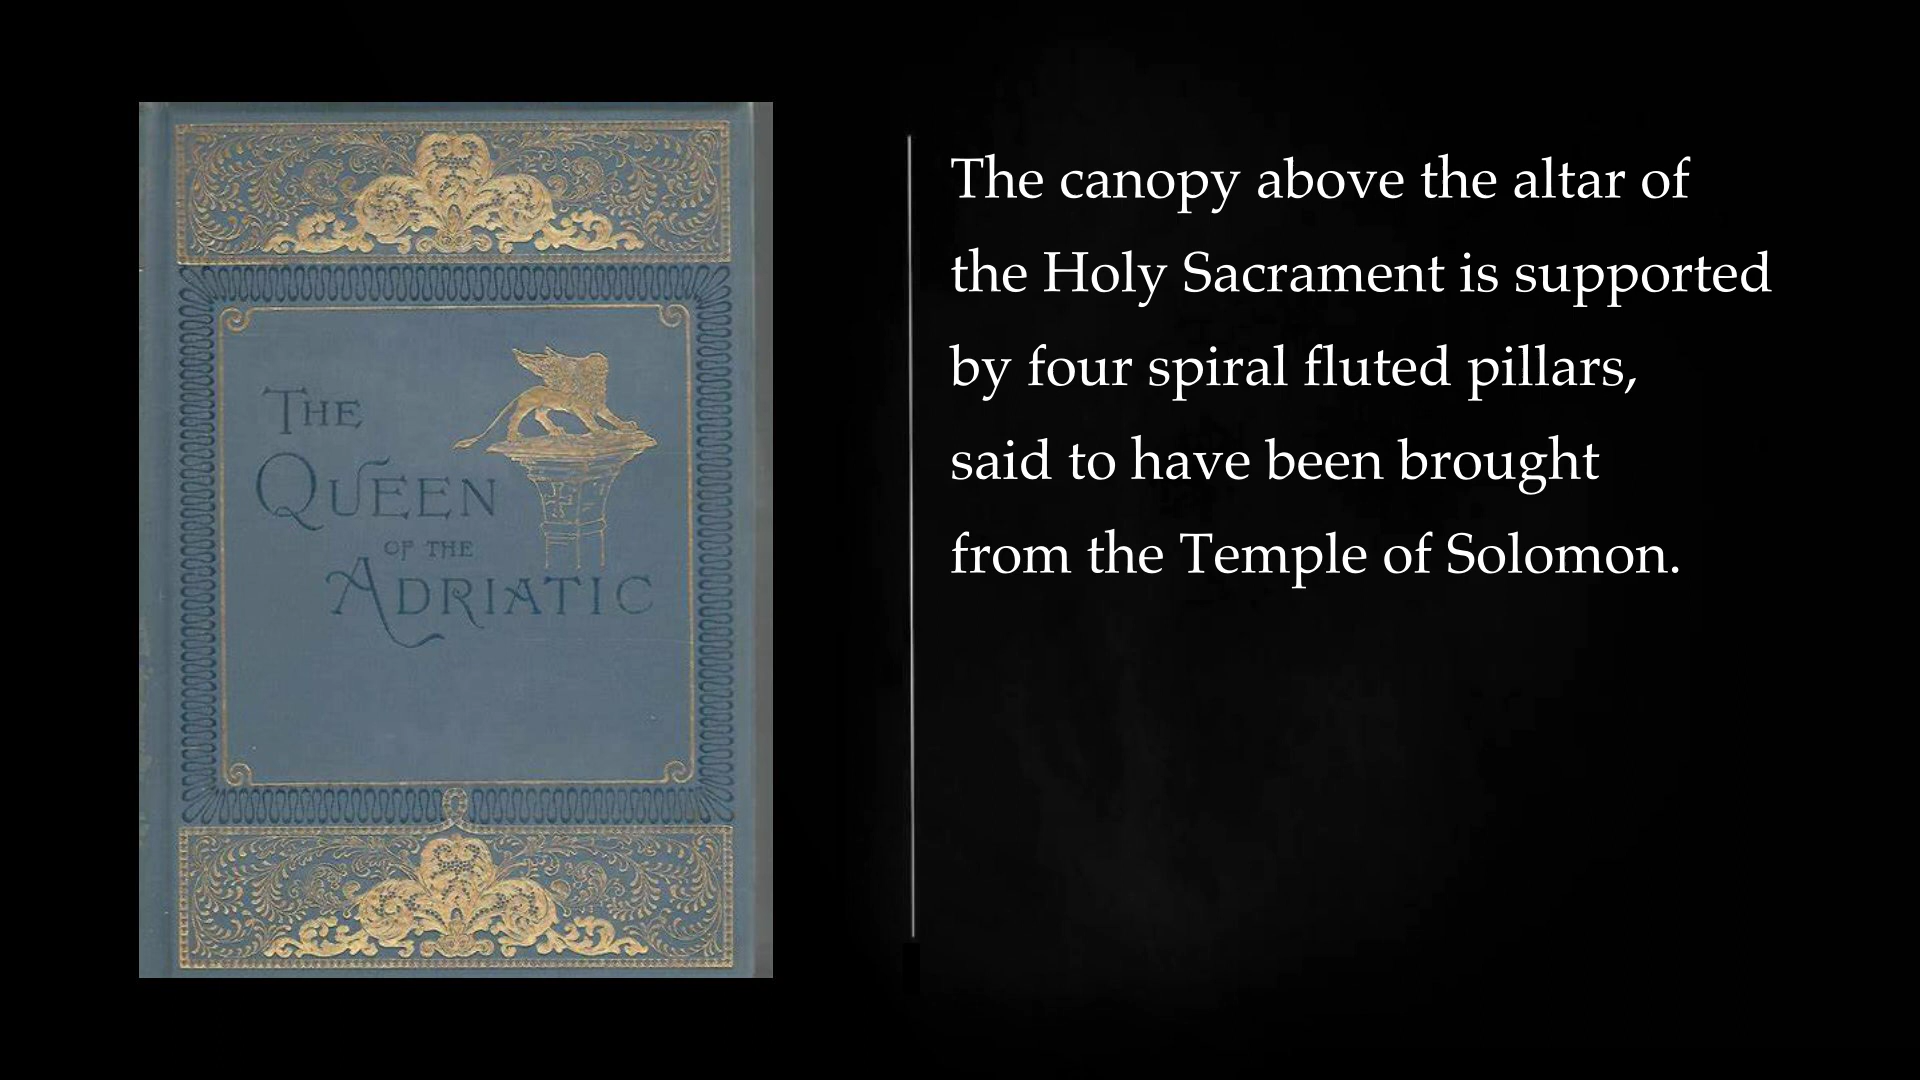 THE
QUEEN
OF THE
ADRIATIC
The canopy above the altar of
the Holy Sacrament is supported
by four spiral fluted pillars,
said to have been brought
from the Temple of Solomon.